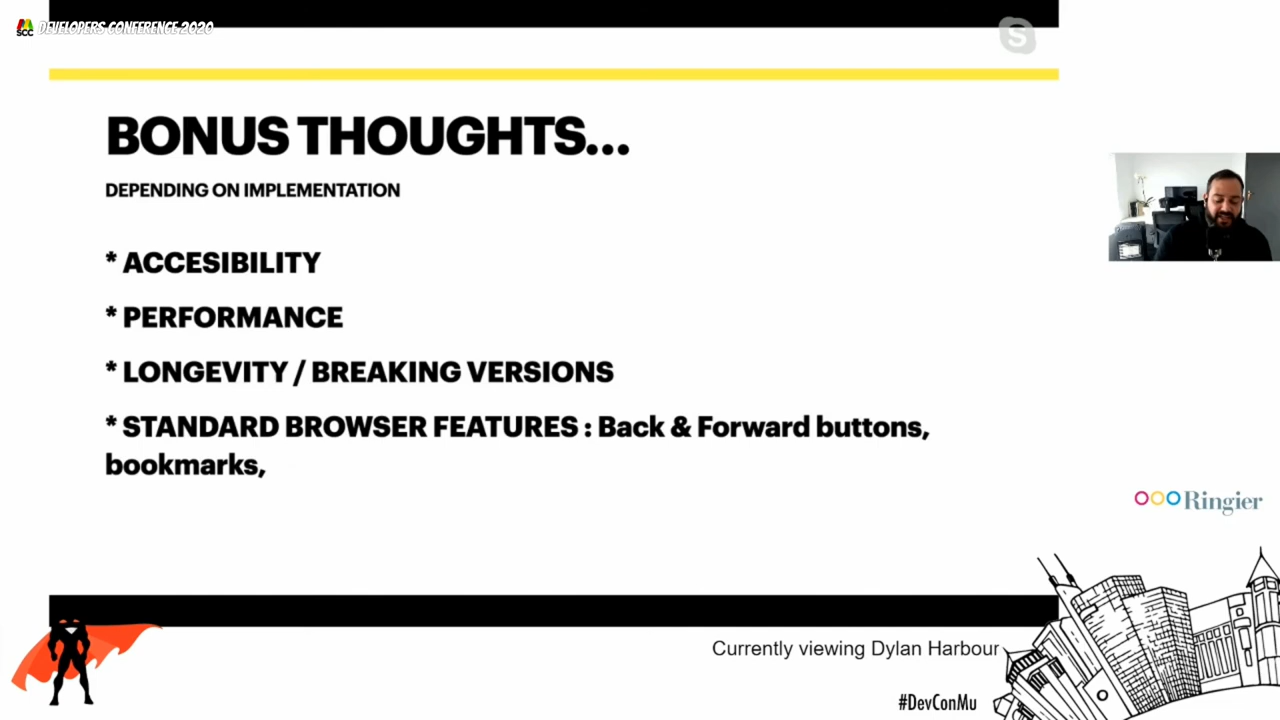 SCC DEVELOPERS CONFERENCE 2020
BONUS THOUGHTS...
DEPENDING ON IMPLEMENTATION
* ACCESIBILITY
* PERFORMANCE
* LONGEVITY / BREAKING VERSIONS
* STANDARD BROWSER FEATURES : Back & Forward buttons,
bookmarks,
Ringier
Currently viewing Dylan Harbour
#DevConMu